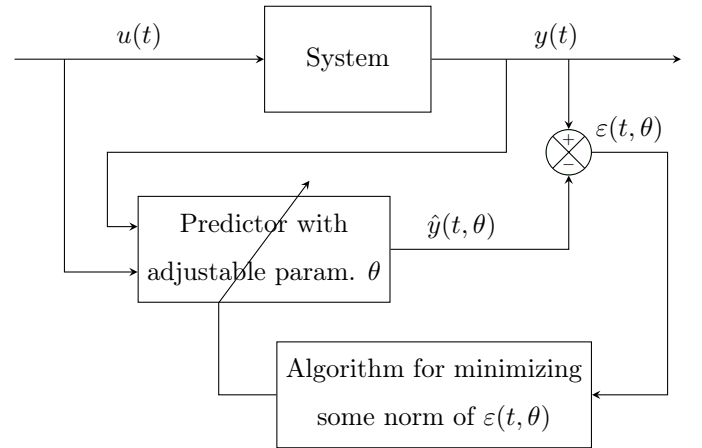 u(t)
System
y(t)
+
−
ε(t, θ)
Predictor with
adjustable param. θ
ŷ(t, θ)
Algorithm for minimizing
some norm of ε(t, θ)